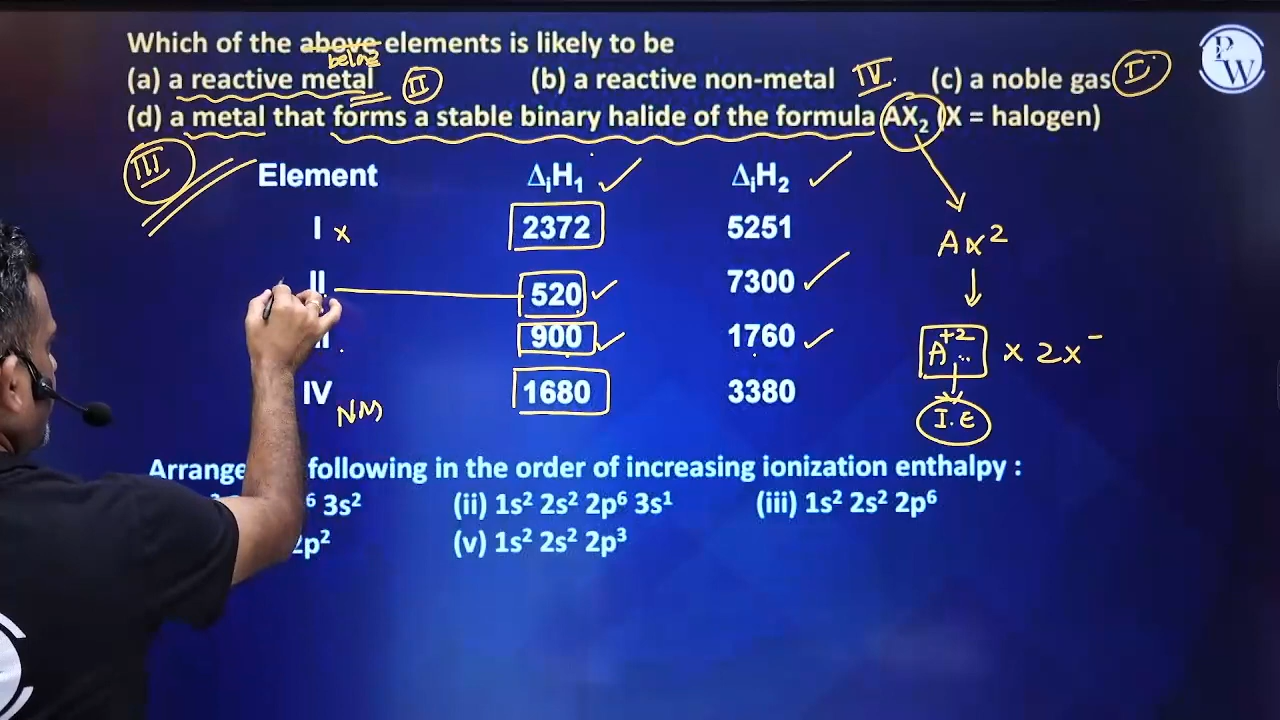 Which of the above elements is likely to be
below
(a) a reactive metal II (b) a reactive non-metal IV. (c) a noble gas I
(d) a metal that forms a stable binary halide of the formula AX₂ (X = halogen)
III
Element ΔᵢH₁ ΔᵢH₂
I x 2372 5251
Ax²
II 520 7300
900 1760
A⁺² x 2x⁻
IV NM 1680 3380
I.E
Arrange following in the order of increasing ionization enthalpy :
⁶ 3s² (ii) 1s² 2s² 2p⁶ 3s¹ (iii) 1s² 2s² 2p⁶
2p² (v) 1s² 2s² 2p³
PW